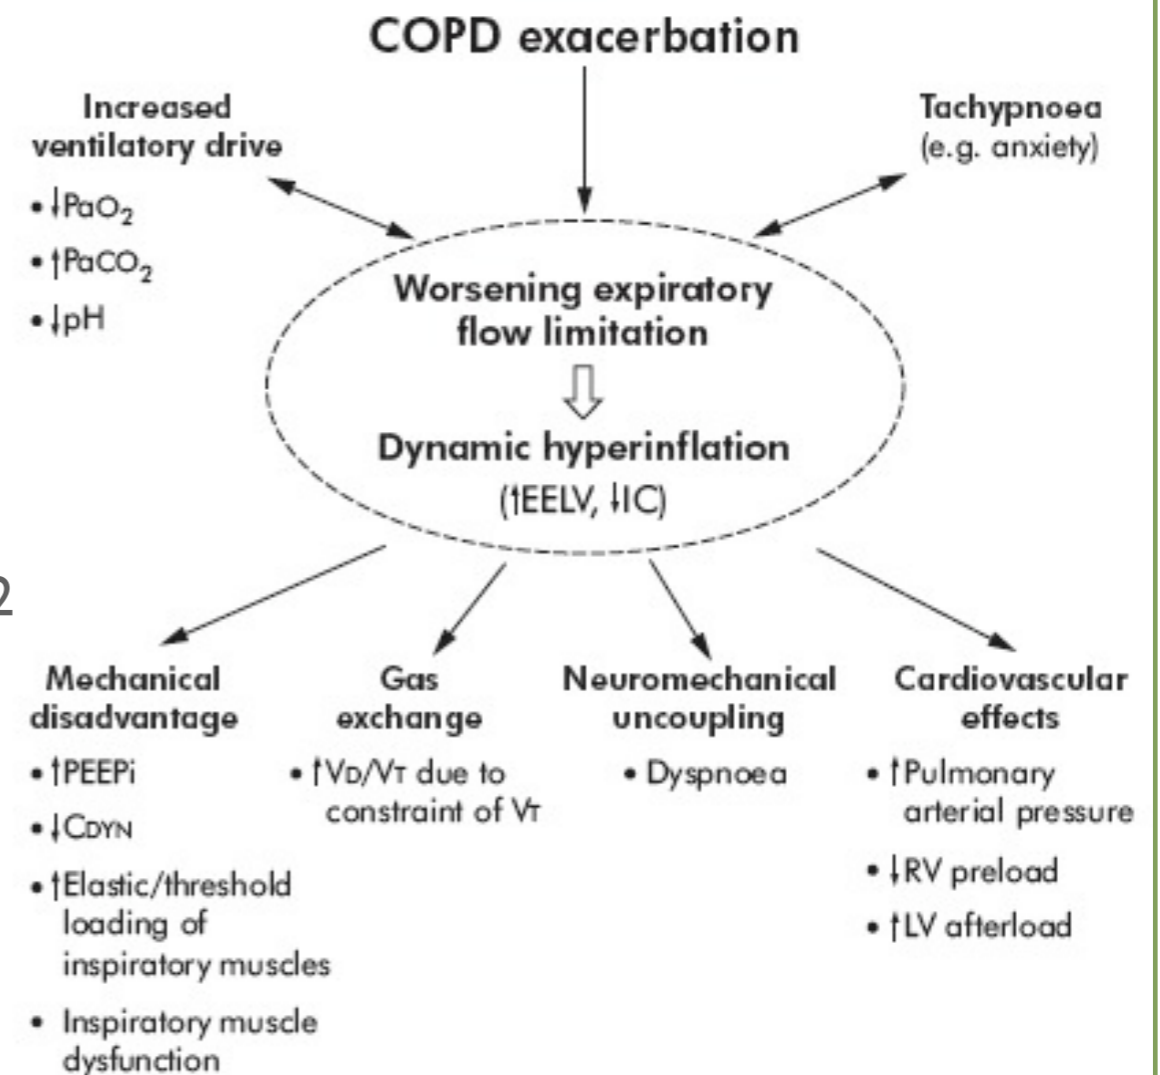 COPD exacerbation
Increased
ventilatory drive
• ↓PaO₂
• ↑PaCO₂
• ↓pH
Tachypnoea
(e.g. anxiety)
Worsening expiratory
flow limitation
Dynamic hyperinflation
(↑EELV, ↓IC)
2
Mechanical
disadvantage
• ↑PEEPi
• ↓CDYN
• ↑Elastic/threshold
loading of
inspiratory muscles
• Inspiratory muscle
dysfunction
Gas
exchange
• ↑VD/VT due to
constraint of VT
Neuromechanical
uncoupling
• Dyspnoea
Cardiovascular
effects
• ↑Pulmonary
arterial pressure
• ↓RV preload
• ↑LV afterload